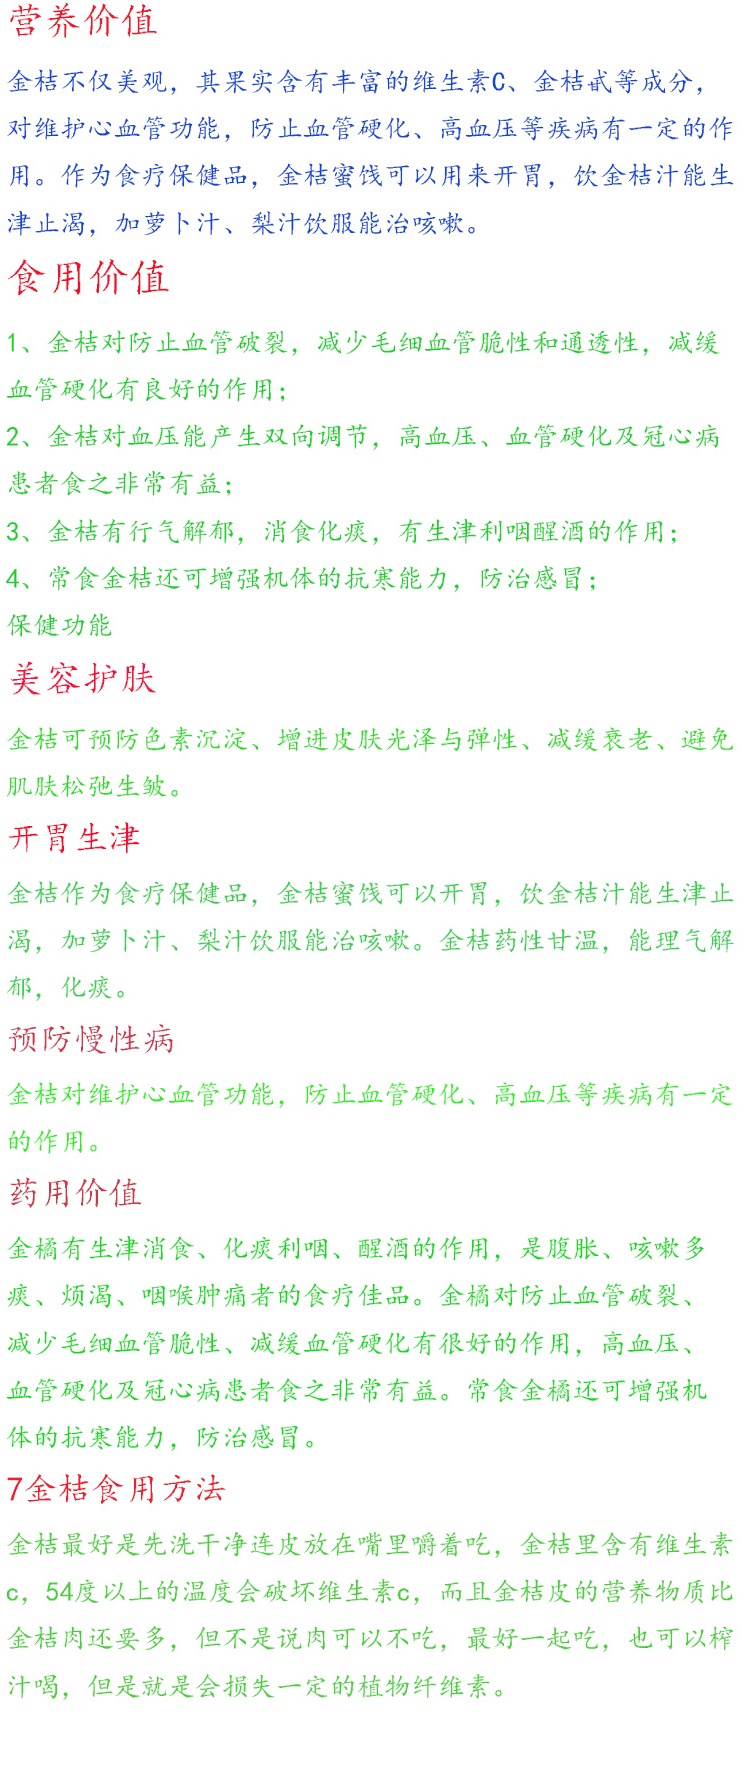 营养价值
金桔不仅美观，其果实含有丰富的维生素C、金桔甙等成分，
对维护心血管功能，防止血管硬化、高血压等疾病有一定的作
用。作为食疗保健品，金桔蜜饯可以用来开胃，饮金桔汁能生
津止渴，加萝卜汁、梨汁饮服能治咳嗽。
食用价值
1、金桔对防止血管破裂，减少毛细血管脆性和通透性，减缓
血管硬化有良好的作用；
2、金桔对血压能产生双向调节，高血压、血管硬化及冠心病
患者食之非常有益；
3、金桔有行气解郁，消食化痰，有生津利咽醒酒的作用；
4、常食金桔还可增强机体的抗寒能力，防治感冒；
保健功能
美容护肤
金桔可预防色素沉淀、增进皮肤光泽与弹性、减缓衰老、避免
肌肤松弛生皱。
开胃生津
金桔作为食疗保健品，金桔蜜饯可以开胃，饮金桔汁能生津止
渴，加萝卜汁、梨汁饮服能治咳嗽。金桔药性甘温，能理气解
郁，化痰。
预防慢性病
金桔对维护心血管功能，防止血管硬化、高血压等疾病有一定
的作用。
药用价值
金橘有生津消食、化痰利咽、醒酒的作用，是腹胀、咳嗽多
痰、烦渴、咽喉肿痛者的食疗佳品。金橘对防止血管破裂、
减少毛细血管脆性、减缓血管硬化有很好的作用，高血压、
血管硬化及冠心病患者食之非常有益。常食金橘还可增强机
体的抗寒能力，防治感冒。
7金桔食用方法
金桔最好是先洗干净连皮放在嘴里嚼着吃，金桔里含有维生素
c，54度以上的温度会破坏维生素c，而且金桔皮的营养物质比
金桔肉还要多，但不是说肉可以不吃，最好一起吃，也可以榨
汁喝，但是就是会损失一定的植物纤维素。